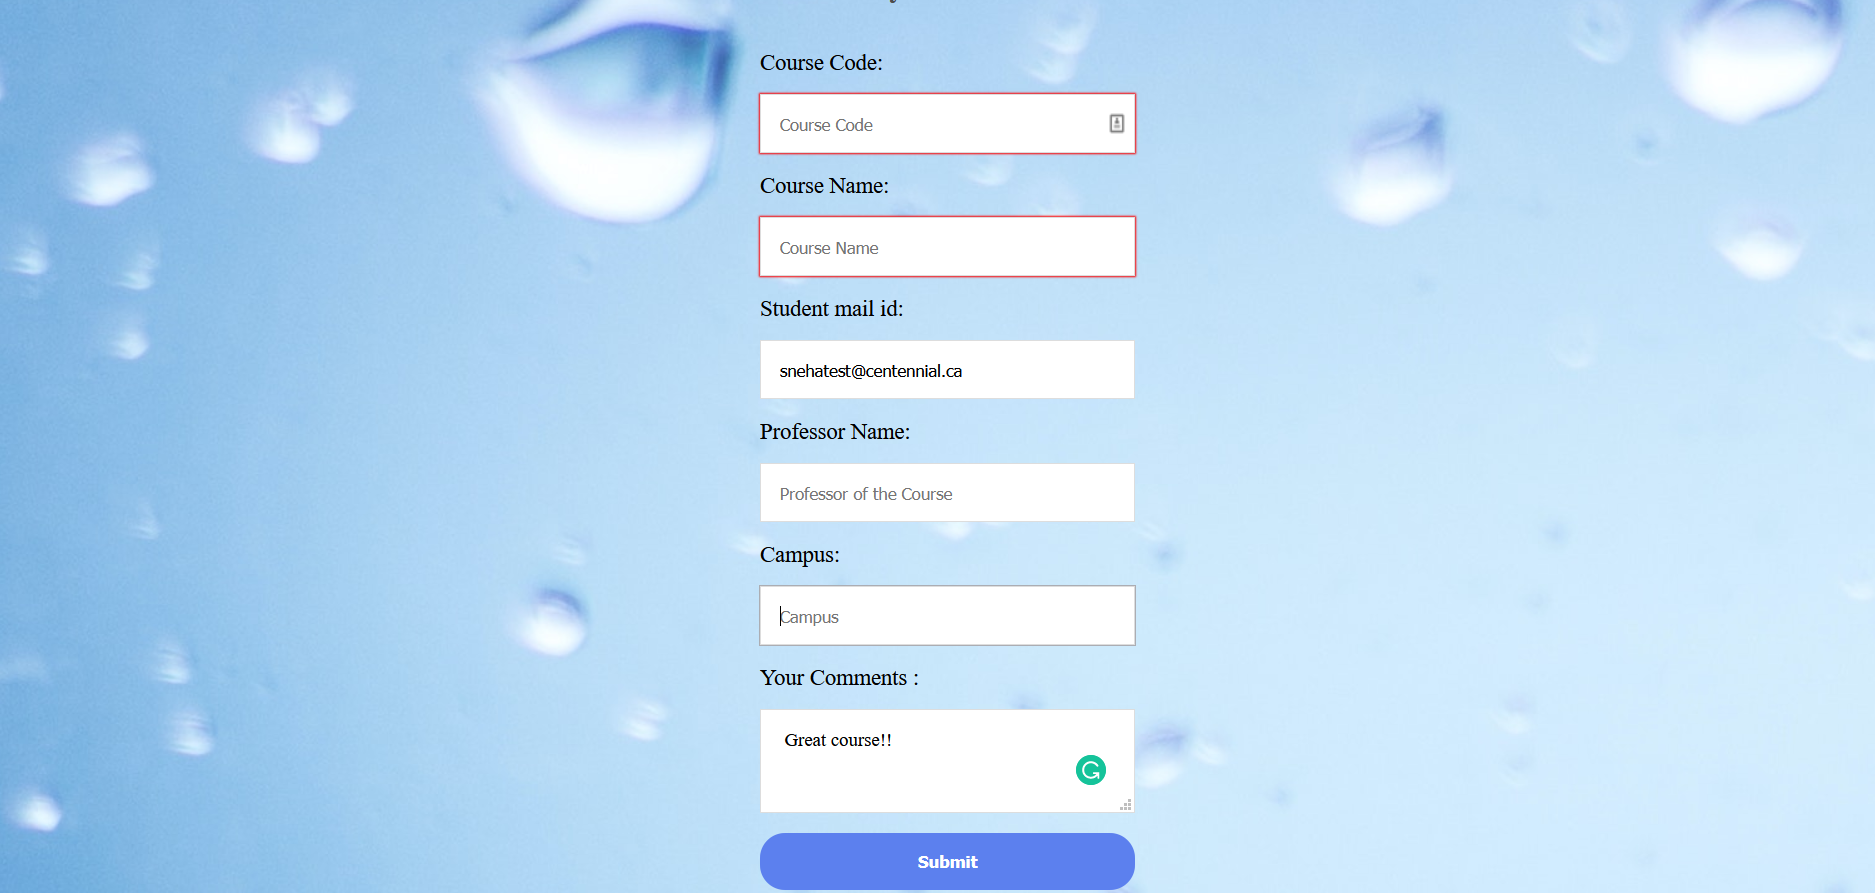 Course Code:
Course Code
Course Name:
Course Name
Student mail id:
snehatest@centennial.ca
Professor Name:
Professor of the Course
Campus:
Campus
Your Comments :
Great course!!
Submit